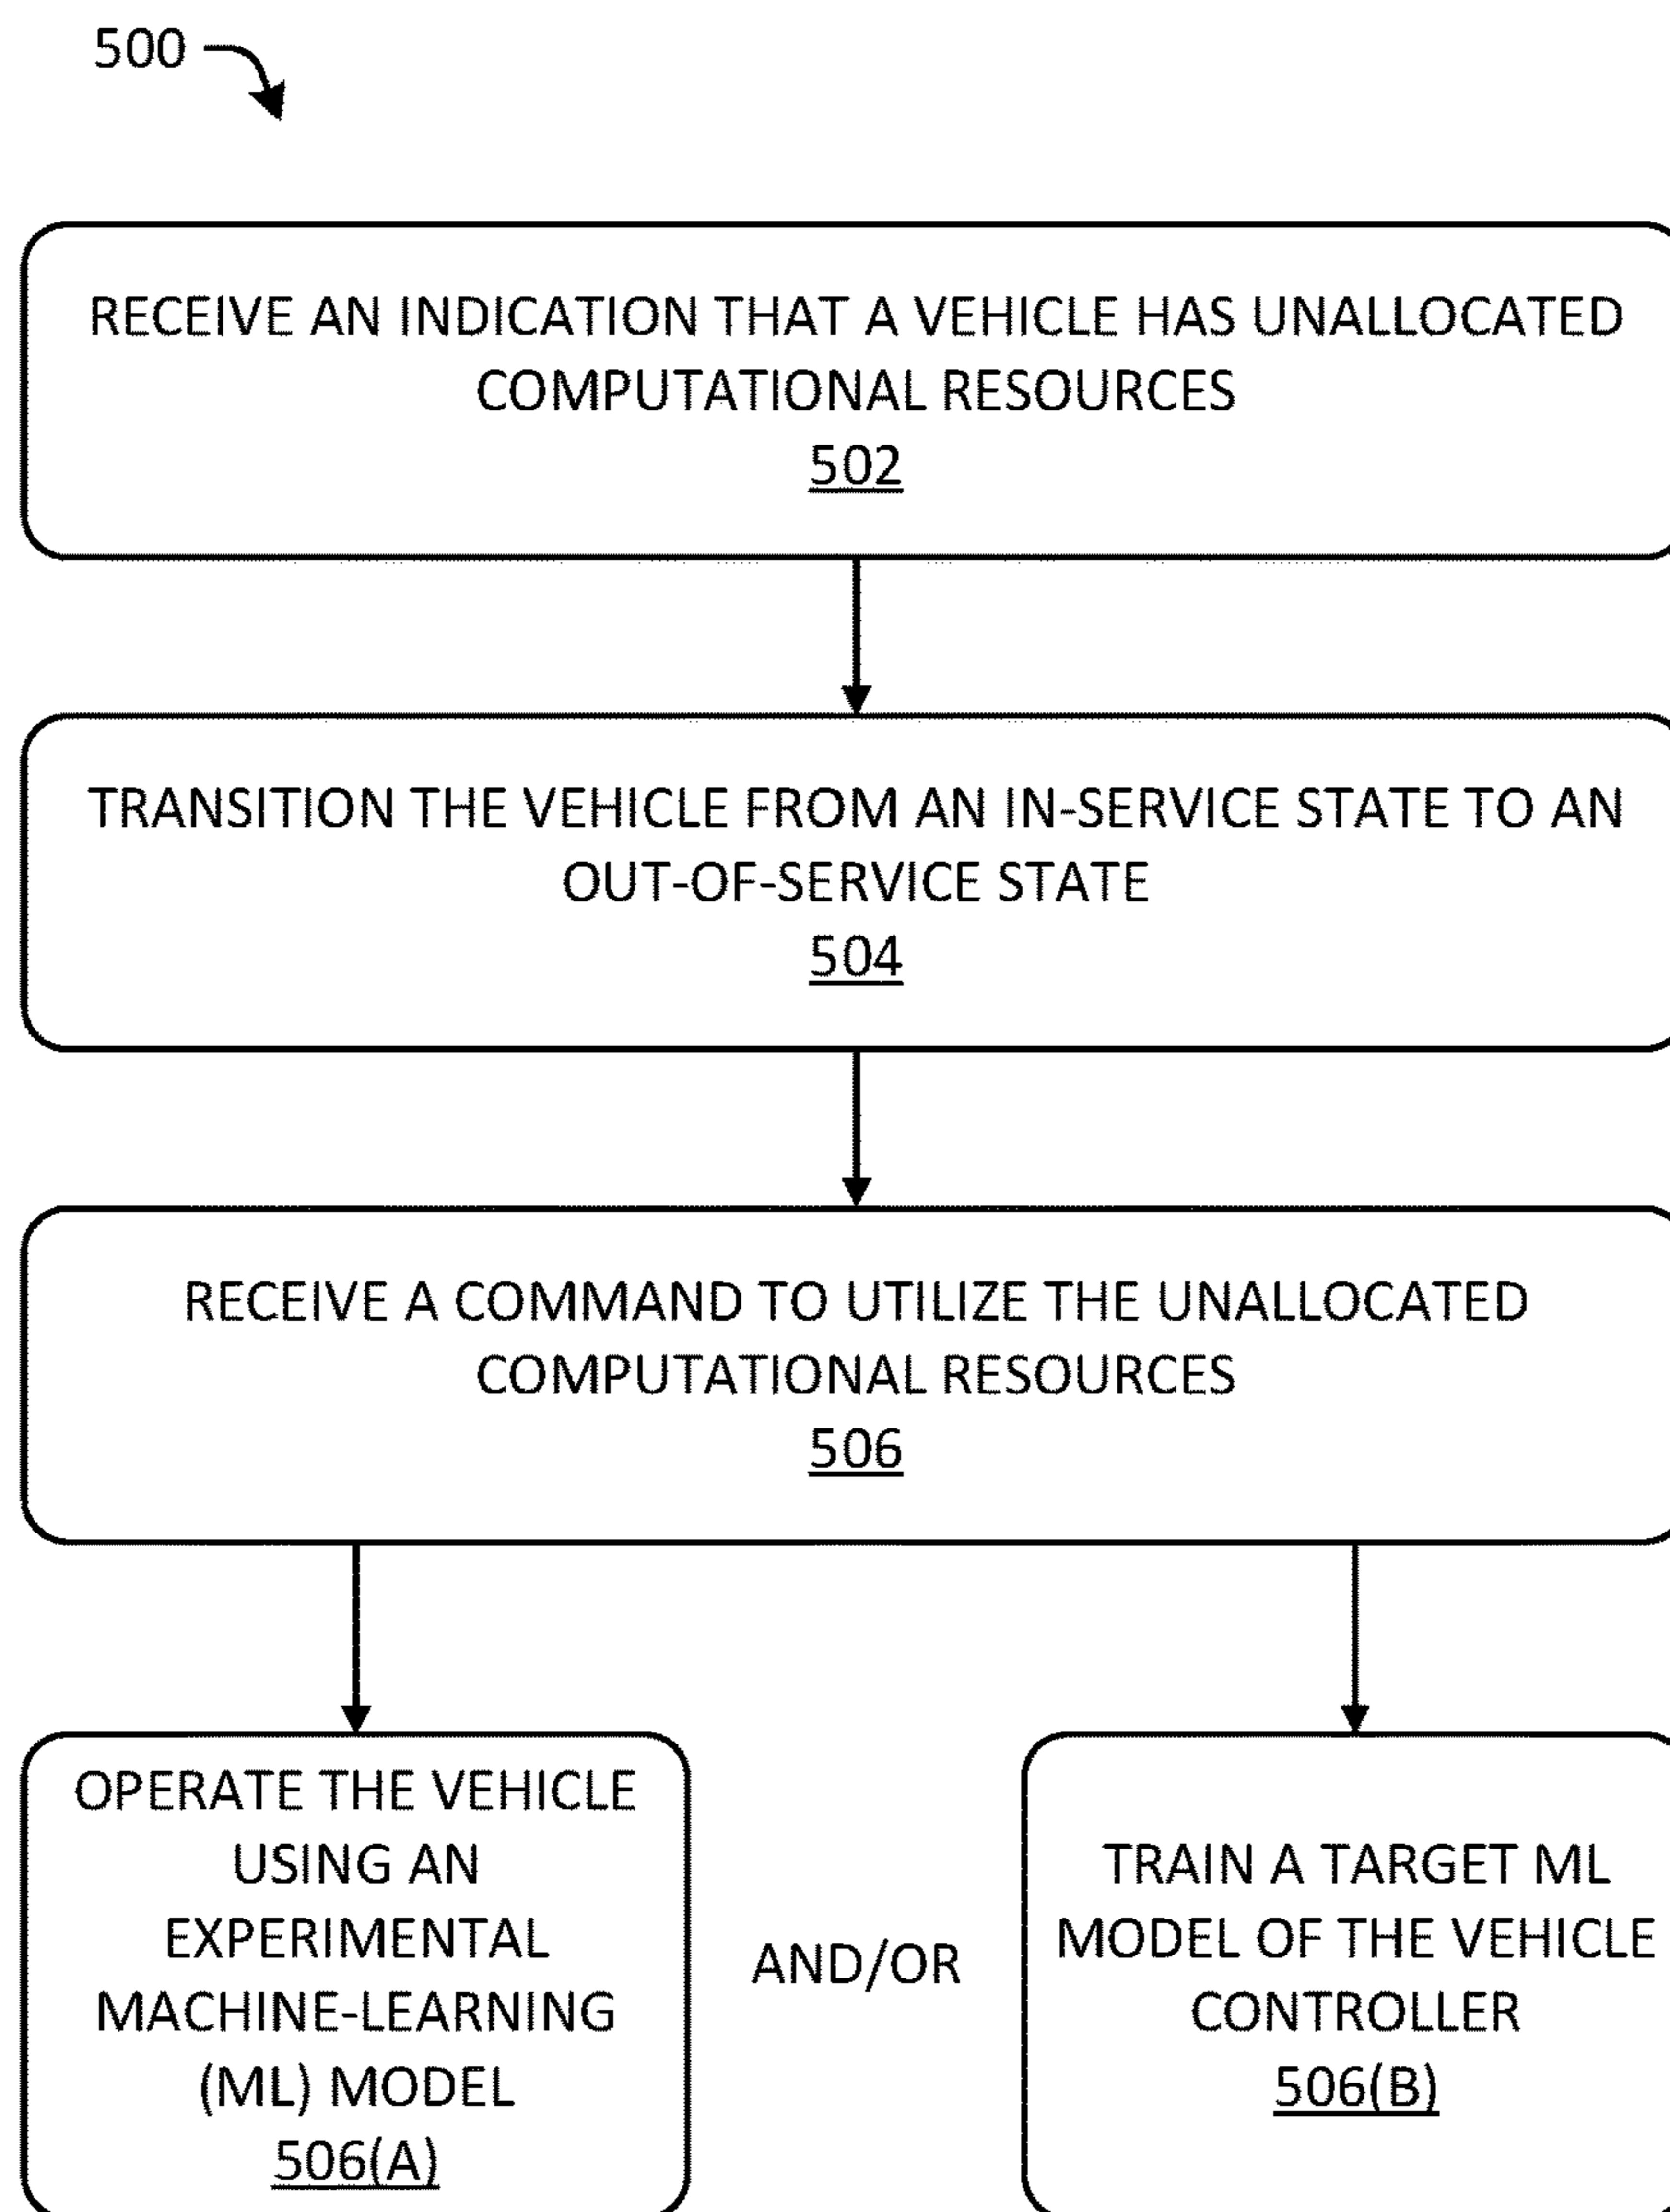 500
RECEIVE AN INDICATION THAT A VEHICLE HAS UNALLOCATED
COMPUTATIONAL RESOURCES
502
TRANSITION THE VEHICLE FROM AN IN-SERVICE STATE TO AN
OUT-OF-SERVICE STATE
504
RECEIVE A COMMAND TO UTILIZE THE UNALLOCATED
COMPUTATIONAL RESOURCES
506
OPERATE THE VEHICLE
USING AN
EXPERIMENTAL
MACHINE-LEARNING
(ML) MODEL
506(A)
AND/OR
TRAIN A TARGET ML
MODEL OF THE VEHICLE
CONTROLLER
506(B)